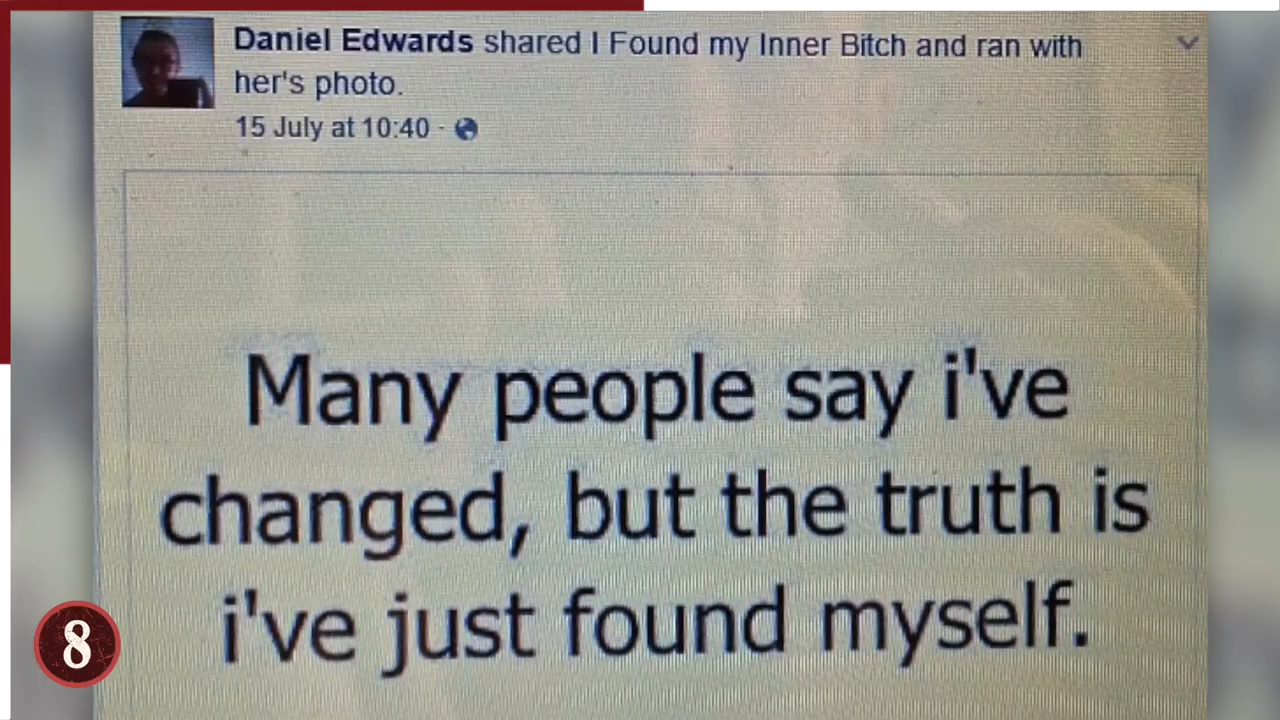 Daniel Edwards shared I Found my Inner Bitch and ran with
her's photo.
15 July at 10:40 ·
Many people say i've
changed, but the truth is
i've just found myself.
8